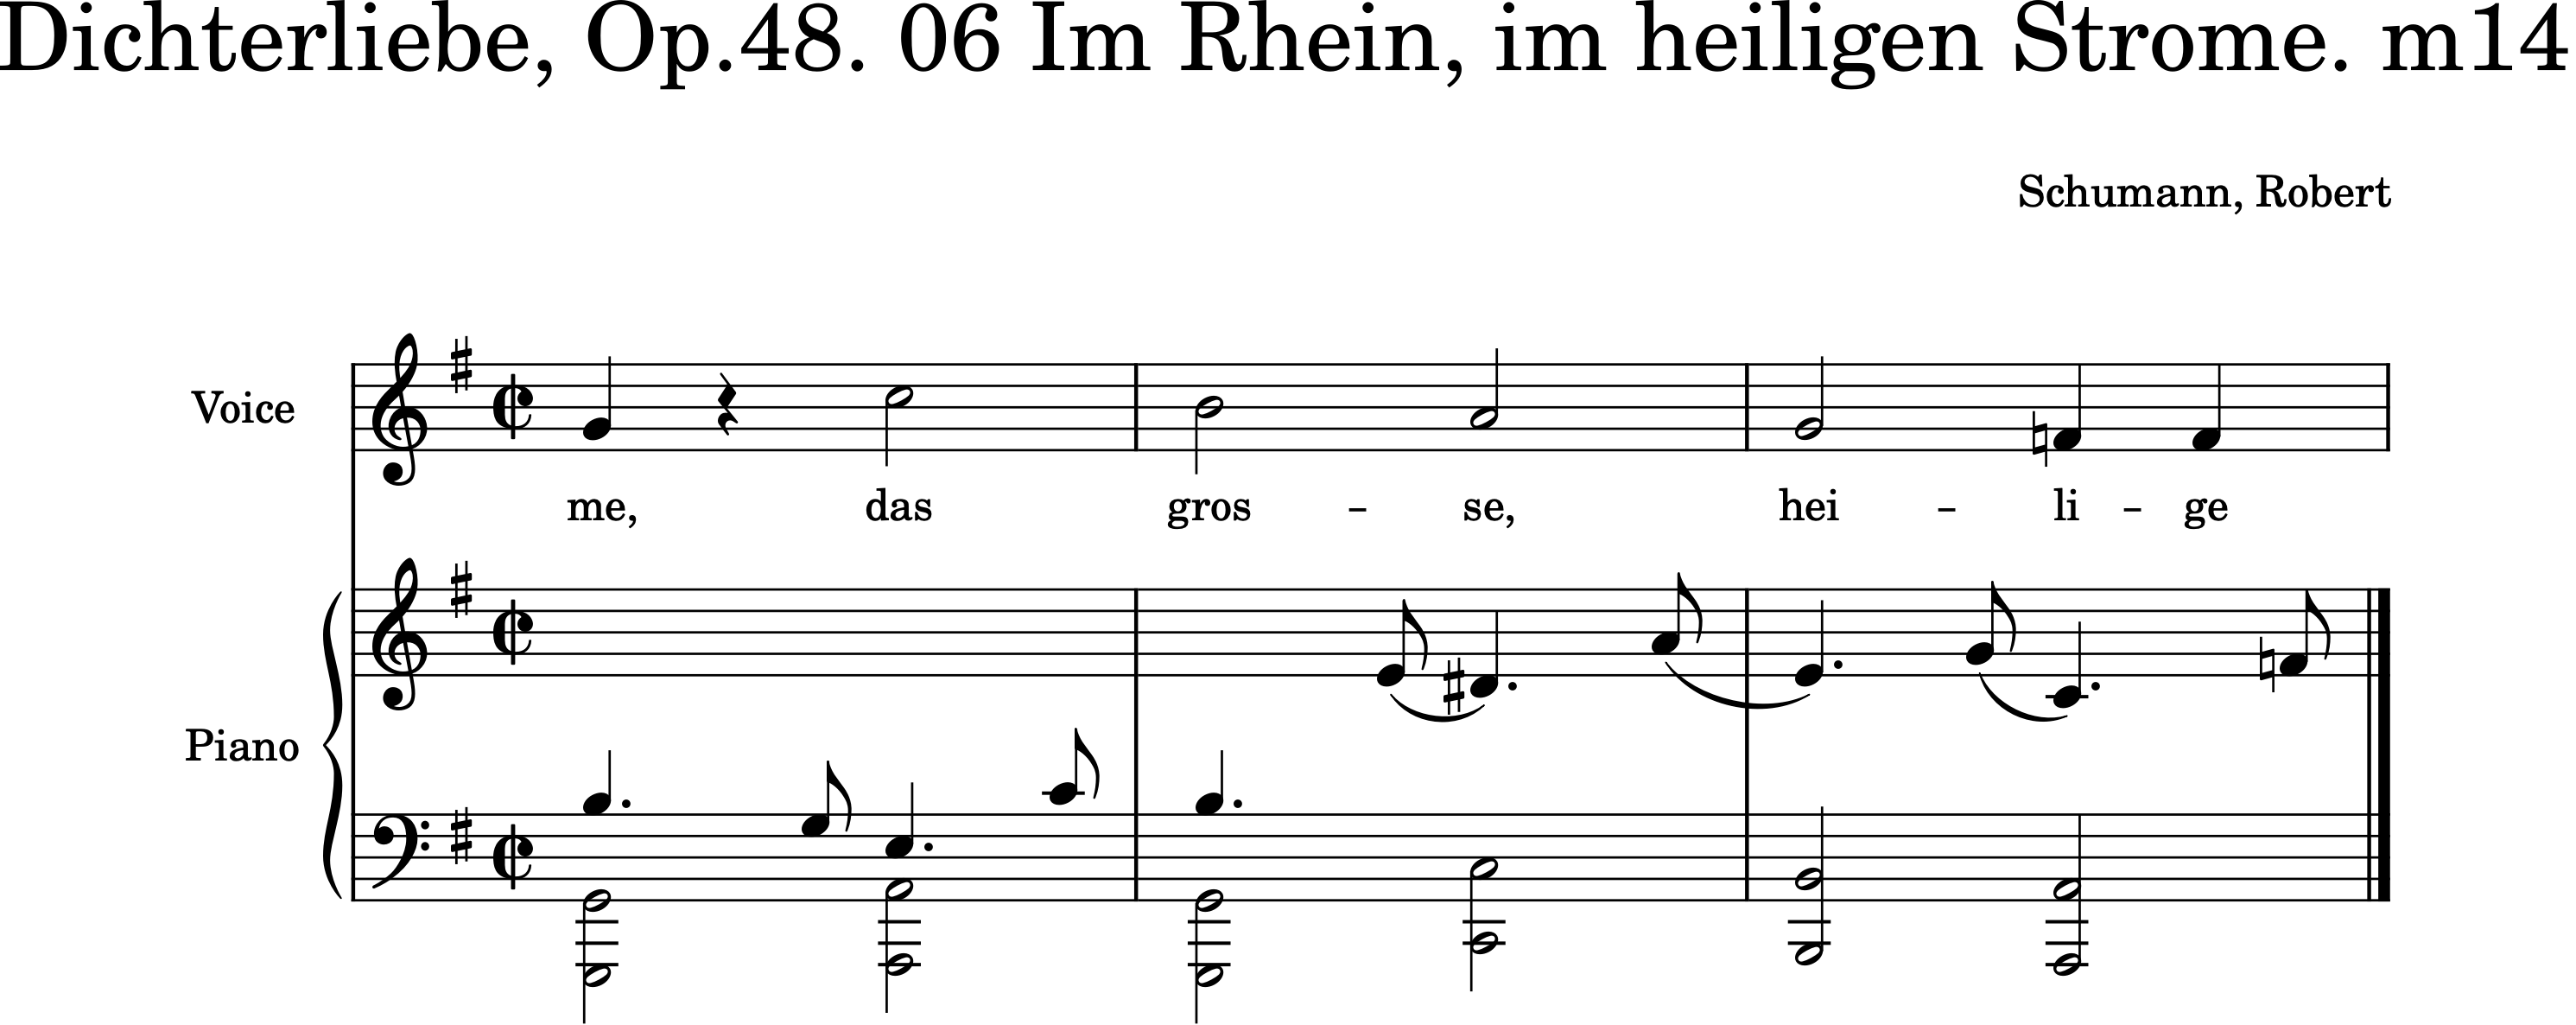 Dichterliebe, Op.48. 06 Im Rhein, im heiligen Strome. m14
Schumann, Robert
Voice
me, das gros – se, hei – li – ge
Piano